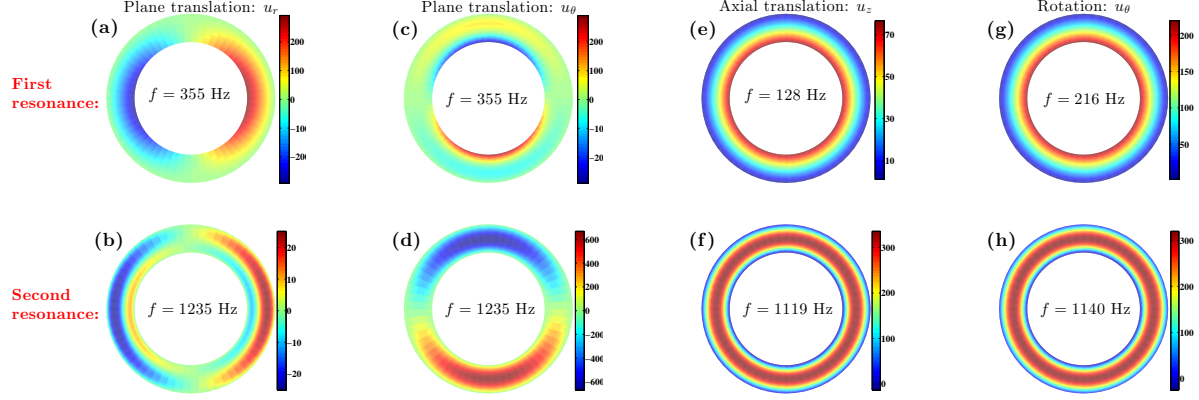 Plane translation: u_r
Plane translation: u_θ
Axial translation: u_z
Rotation: u_θ
First
resonance:
(a)
f = 355 Hz
200
100
0
−100
−20
(c)
f = 355 Hz
200
100
0
−10
−20
(e)
f = 128 Hz
70
50
30
10
(g)
f = 216 Hz
200
150
100
50
Second
resonance:
(b)
f = 1235 Hz
20
10
0
−10
−20
(d)
f = 1235 Hz
600
400
200
0
−200
−400
−600
(f)
f = 1119 Hz
300
200
100
0
(h)
f = 1140 Hz
300
200
100
0